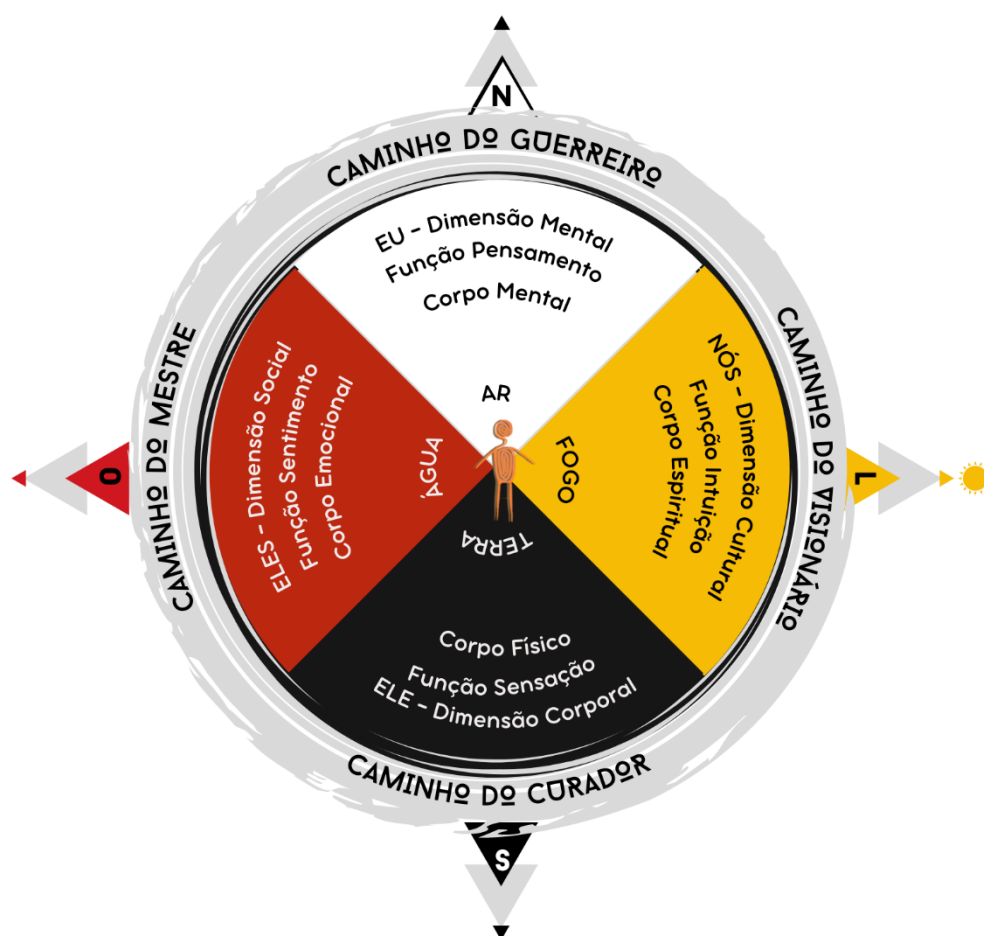 N
CAMINHO DO GUERREIRO
EU - Dimensão Mental
Função Pensamento
Corpo Mental
AR
O
CAMINHO DO MESTRE
ELES - Dimensão Social
Função Sentimento
Corpo Emocional
ÁGUA
FOGO
NÓS - Dimensão Cultural
Função Intuição
Corpo Espiritual
CAMINHO DO VISIONÁRIO
L
TERRA
Corpo Físico
Função Sensação
ELE - Dimensão Corporal
CAMINHO DO CURADOR
S